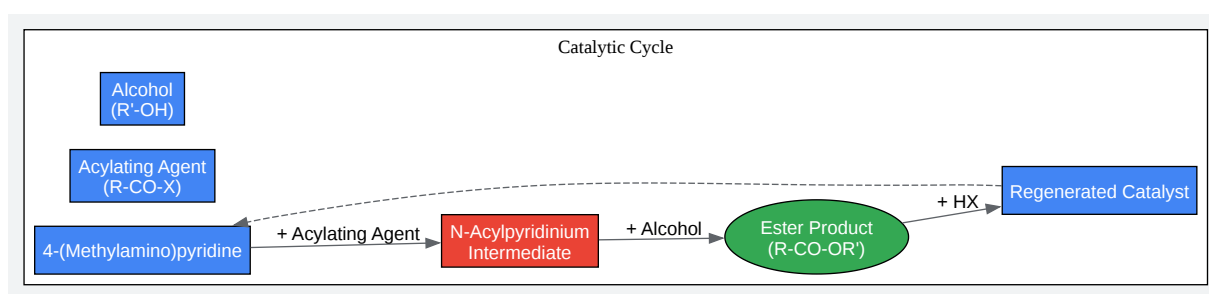 Catalytic Cycle
Alcohol
(R'-OH)
Acylating Agent
(R-CO-X)
4-(Methylamino)pyridine
+ Acylating Agent
N-Acylpyridinium
Intermediate
+ Alcohol
Ester Product
(R-CO-OR')
+ HX
Regenerated Catalyst